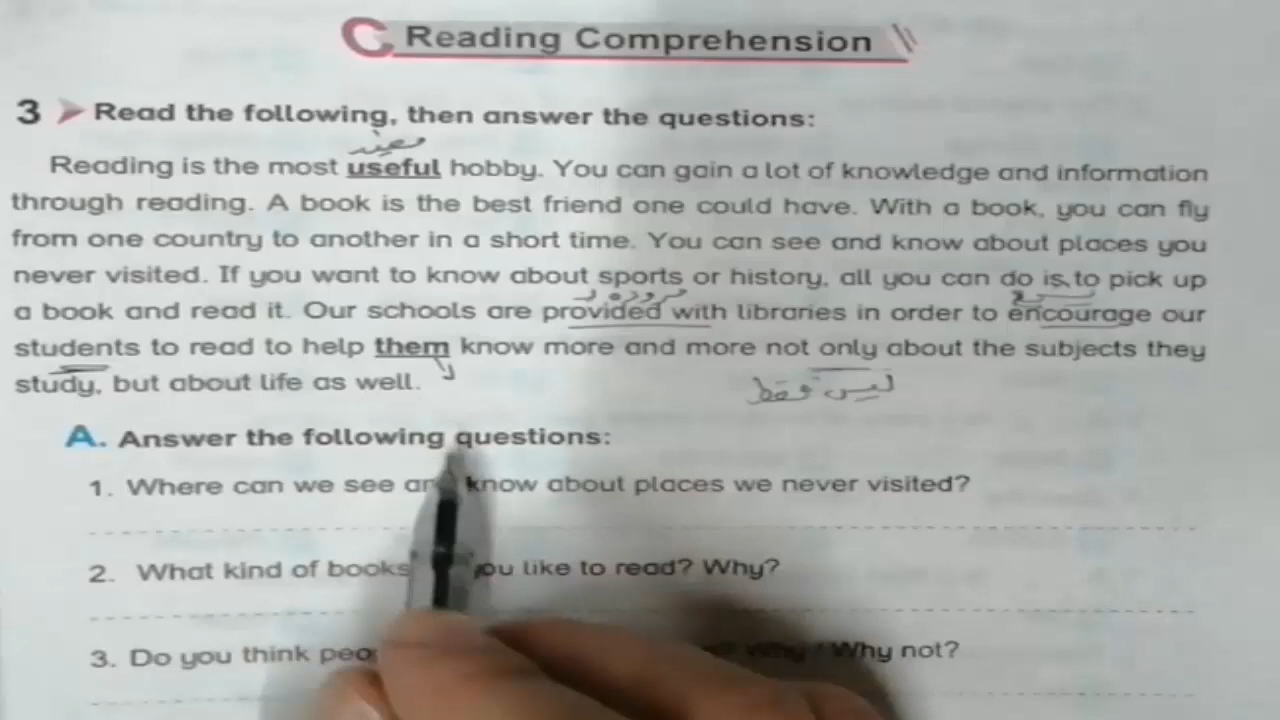 C Reading Comprehension
3 Read the following, then answer the questions:
مفيد
Reading is the most useful hobby. You can gain a lot of knowledge and information
through reading. A book is the best friend one could have. With a book, you can fly
from one country to another in a short time. You can see and know about places you
never visited. If you want to know about sports or history, all you can do is to pick up
a book and read it. Our schools are provided with libraries in order to encourage our
students to read to help them know more and more not only about the subjects they
study, but about life as well.
ليس فقط
A. Answer the following questions:
1. Where can we see know about places we never visited?
2. What kind of books like to read? Why?
3. Do you think Why not?